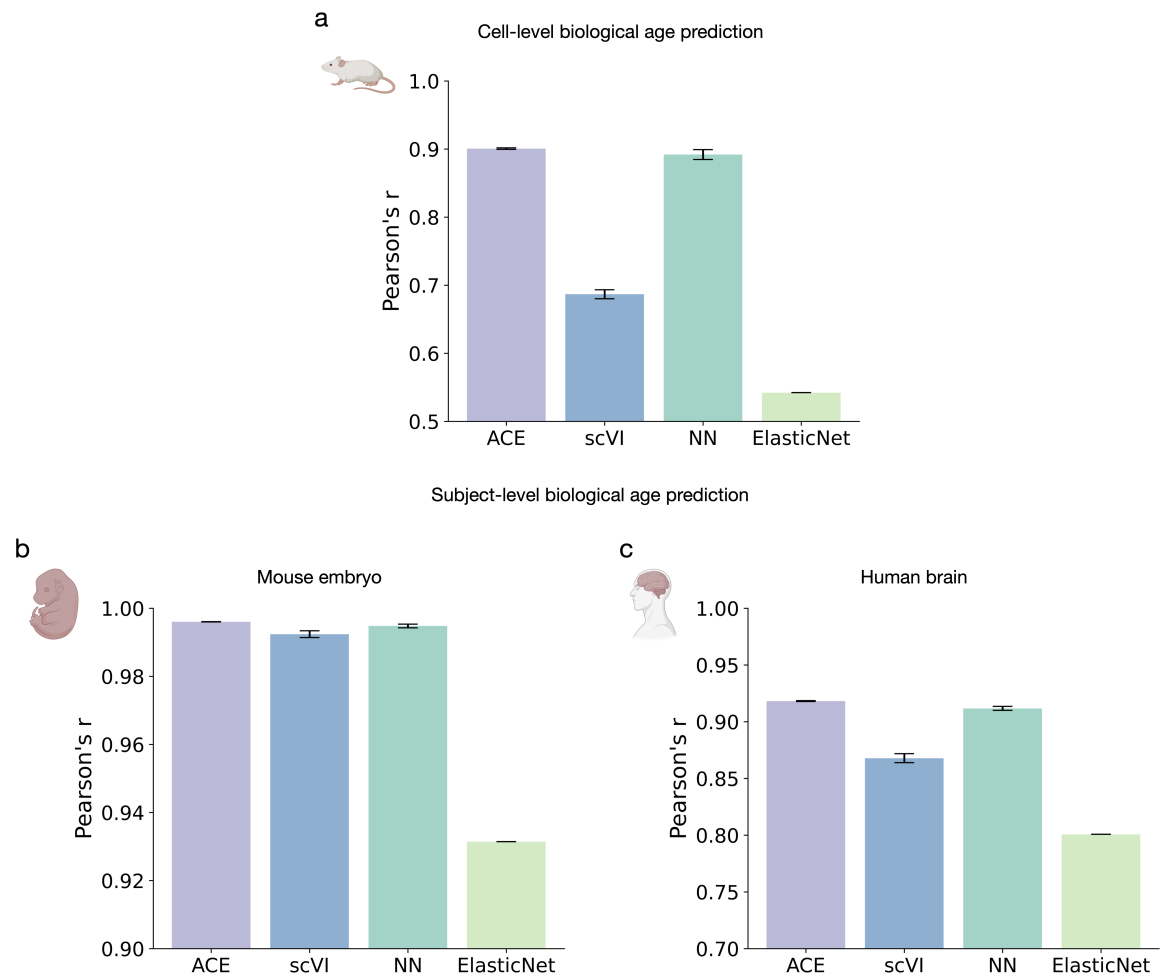 a
Cell-level biological age prediction
1.0
0.9
0.8
0.7
0.6
0.5
Pearson's r
ACE scVI NN ElasticNet
Subject-level biological age prediction
b
Mouse embryo
1.00
0.98
0.96
0.94
0.92
0.90
Pearson's r
ACE scVI NN ElasticNet
c
Human brain
1.00
0.95
0.90
0.85
0.80
0.75
0.70
Pearson's r
ACE scVI NN ElasticNet